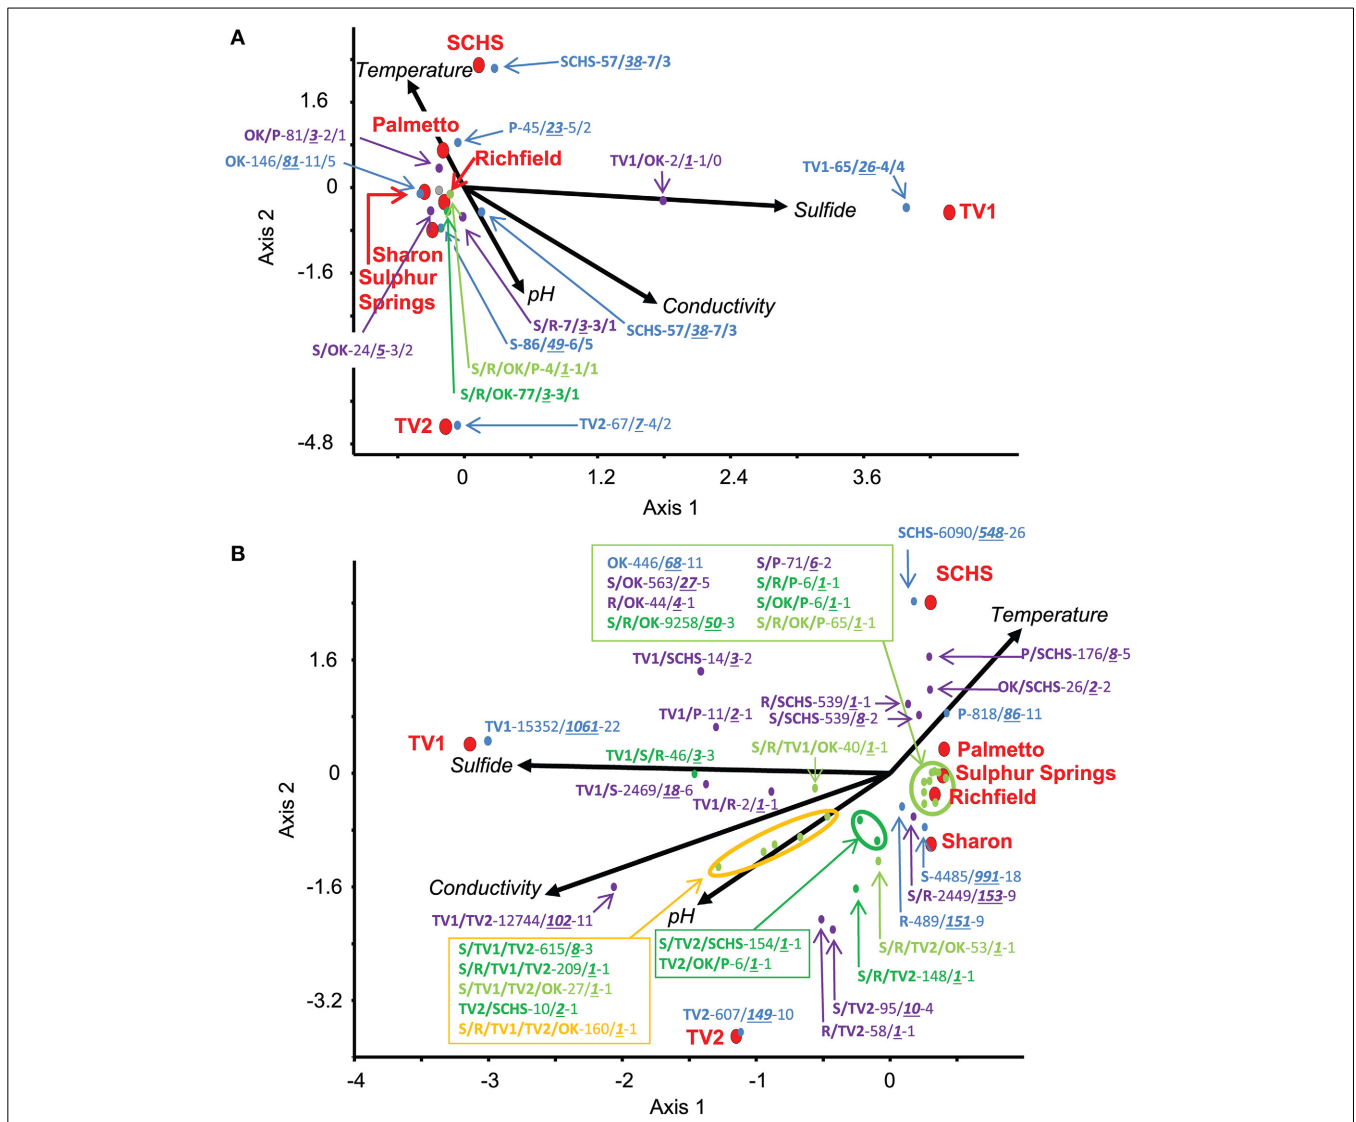 A
SCHS
SCHS-57/38-7/3
Temperature
1.6
Palmetto
P-45/23-5/2
OK/P-81/3-2/1
Richfield
TV1/OK-2/1-1/0
OK-146/81-11/5
TV1-65/26-4/4
0
Sulfide
TV1
Axis 2
Sharon
-1.6
Sulphur
Springs
pH
Conductivity
S/R-7/3-3/1
SCHS-57/38-7/3
S-86/49-6/5
S/OK-24/5-3/2
S/R/OK/P-4/1-1/1
S/R/OK-77/3-3/1
TV2
TV2-67/7-4/2
-4.8
0 1.2 2.4 3.6
Axis 1
B
SCHS-6090/548-26
OK-446/68-11 S/P-71/6-2
S/OK-563/27-5 S/R/P-6/1-1
R/OK-44/4-1 S/OK/P-6/1-1
S/R/OK-9258/50-3 S/R/OK/P-65/1-1
SCHS
Temperature
1.6
TV1/SCHS-14/3-2
P/SCHS-176/8-5
OK/SCHS-26/2-2
R/SCHS-539/1-1
S/SCHS-539/8-2
TV1/P-11/2-1
P-818/86-11
TV1-15352/1061-22
TV1
Sulfide
TV1/S/R-46/3-3
S/R/TV1/OK-40/1-1
Palmetto
0
Sulphur Springs
TV1/S-2469/18-6
TV1/R-2/1-1
Richfield
Axis 2
Sharon
S-4485/991-18
-1.6
Conductivity
S/R-2449/153-9
TV1/TV2-12744/102-11
pH
R-489/151-9
S/TV1/TV2-615/8-3
S/R/TV1/TV2-209/1-1
S/TV1/TV2/OK-27/1-1
TV2/SCHS-10/2-1
S/R/TV1/TV2/OK-160/1-1
S/TV2/SCHS-154/1-1
TV2/OK/P-6/1-1
S/R/TV2/OK-53/1-1
S/R/TV2-148/1-1
-3.2
S/TV2-95/10-4
TV2-607/149-10
R/TV2-58/1-1
TV2
-4 -3 -2 -1 0
Axis 1